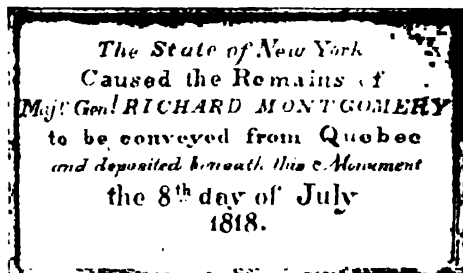 The State of New York
Caused the Remains of
Maj.r Gen.l RICHARD MONTGOMERY
to be conveyed from Quebec
and deposited beneath this Monument
the 8th day of July
1818.